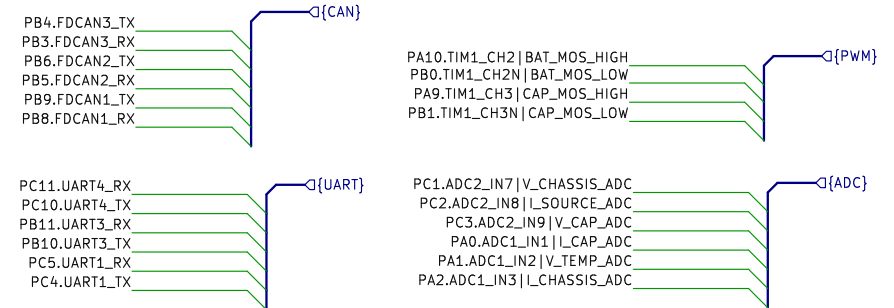 {CAN}
PB4.FDCAN3_TX
PB3.FDCAN3_RX
PB6.FDCAN2_TX
PB5.FDCAN2_RX
PB9.FDCAN1_TX
PB8.FDCAN1_RX
{PWM}
PA10.TIM1_CH2|BAT_MOS_HIGH
PB0.TIM1_CH2N|BAT_MOS_LOW
PA9.TIM1_CH3|CAP_MOS_HIGH
PB1.TIM1_CH3N|CAP_MOS_LOW
{UART}
PC11.UART4_RX
PC10.UART4_TX
PB11.UART3_RX
PB10.UART3_TX
PC5.UART1_RX
PC4.UART1_TX
{ADC}
PC1.ADC2_IN7|V_CHASSIS_ADC
PC2.ADC2_IN8|I_SOURCE_ADC
PC3.ADC2_IN9|V_CAP_ADC
PA0.ADC1_IN1|I_CAP_ADC
PA1.ADC1_IN2|V_TEMP_ADC
PA2.ADC1_IN3|I_CHASSIS_ADC